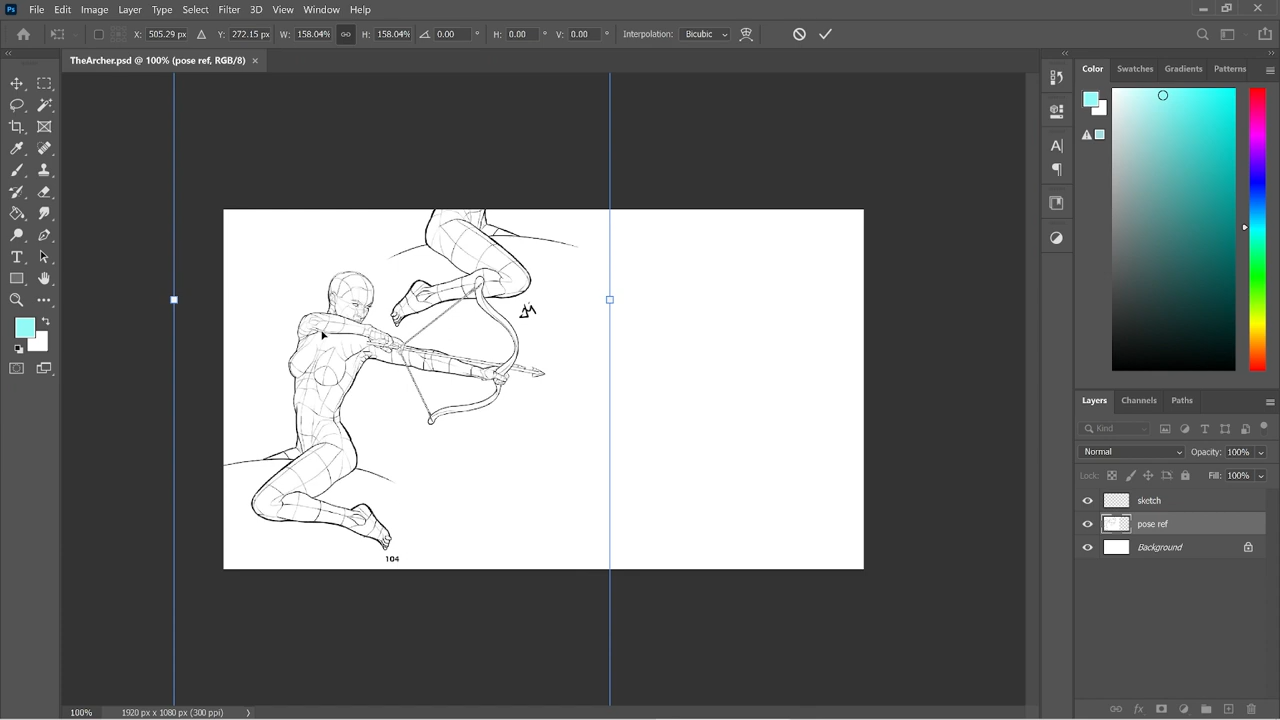 Ps File Edit Image Layer Type Select Filter 3D View Window Help
X: 505.29 px Y: 272.15 px W: 158.04% H: 158.04% 0.00 ° H: 0.00 ° V: 0.00 ° Interpolation: Bicubic
TheArcher.psd @ 100% (pose ref, RGB/8) ×
Color Swatches Gradients Patterns
104
Layers Channels Paths
Kind
Normal Opacity: 100%
Lock: Fill: 100%
sketch
pose ref
Background
100% 1920 px x 1080 px (300 ppi)